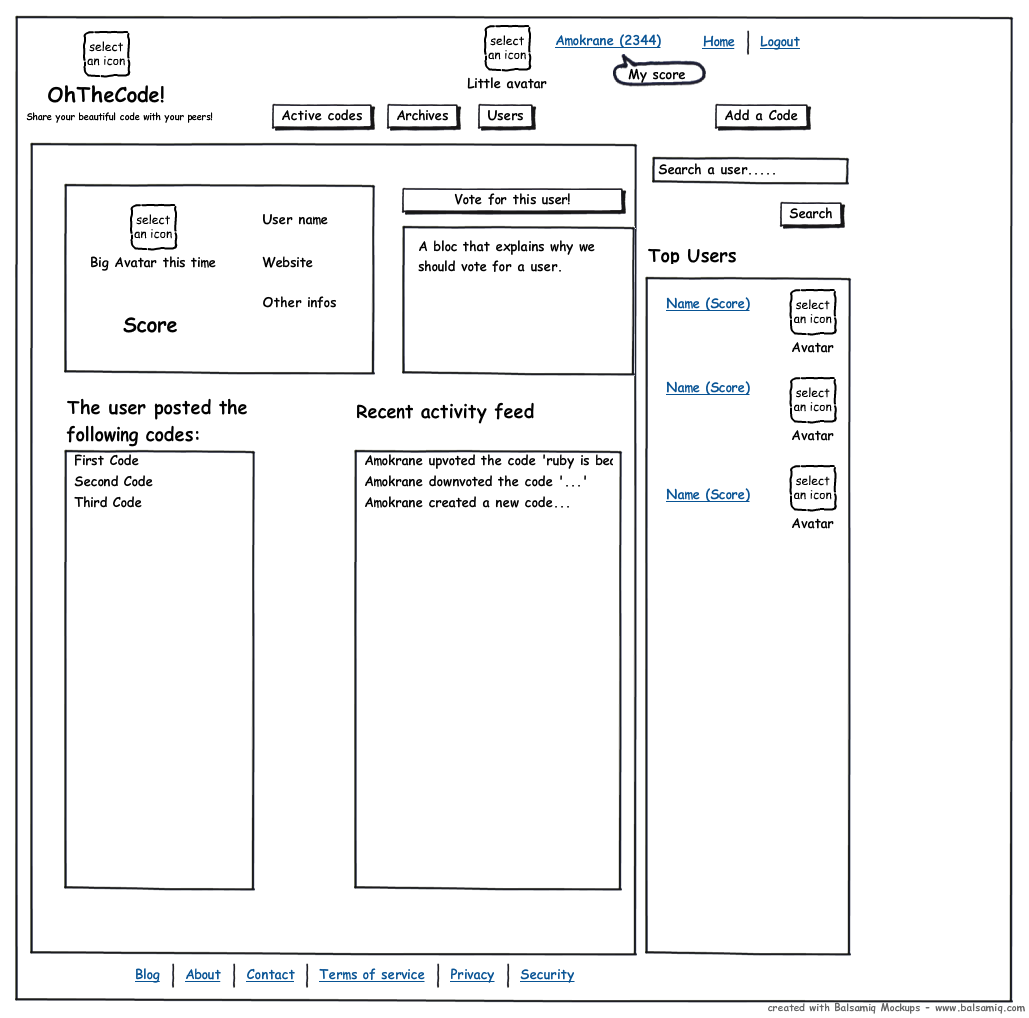 select
an icon
OhTheCode!
Share your beautiful code with your peers!
select
an icon
Little avatar
Amokrane (2344)
My score
Home
Logout
Active codes
Archives
Users
Add a Code
select
an icon
Big Avatar this time
Score
User name
Website
Other infos
Vote for this user!
A bloc that explains why we
should vote for a user.
The user posted the
following codes:
First Code
Second Code
Third Code
Recent activity feed
Amokrane upvoted the code 'ruby is bec
Amokrane downvoted the code '...'
Amokrane created a new code...
Search a user.....
Search
Top Users
Name (Score)
select
an icon
Avatar
Name (Score)
select
an icon
Avatar
Name (Score)
select
an icon
Avatar
Blog
About
Contact
Terms of service
Privacy
Security
created with Balsamiq Mockups - www.balsamiq.com